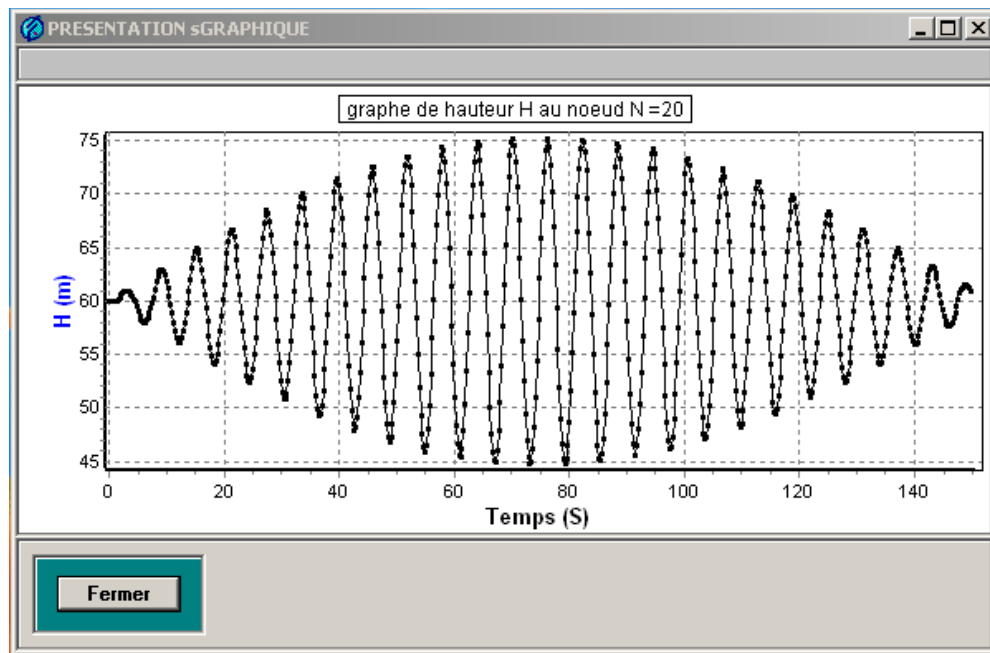 PRESENTATION sGRAPHIQUE
graphe de hauteur H au noeud N =20
75
70
65
60
55
50
45
H (m)
0 20 40 60 80 100 120 140
Temps (S)
Fermer